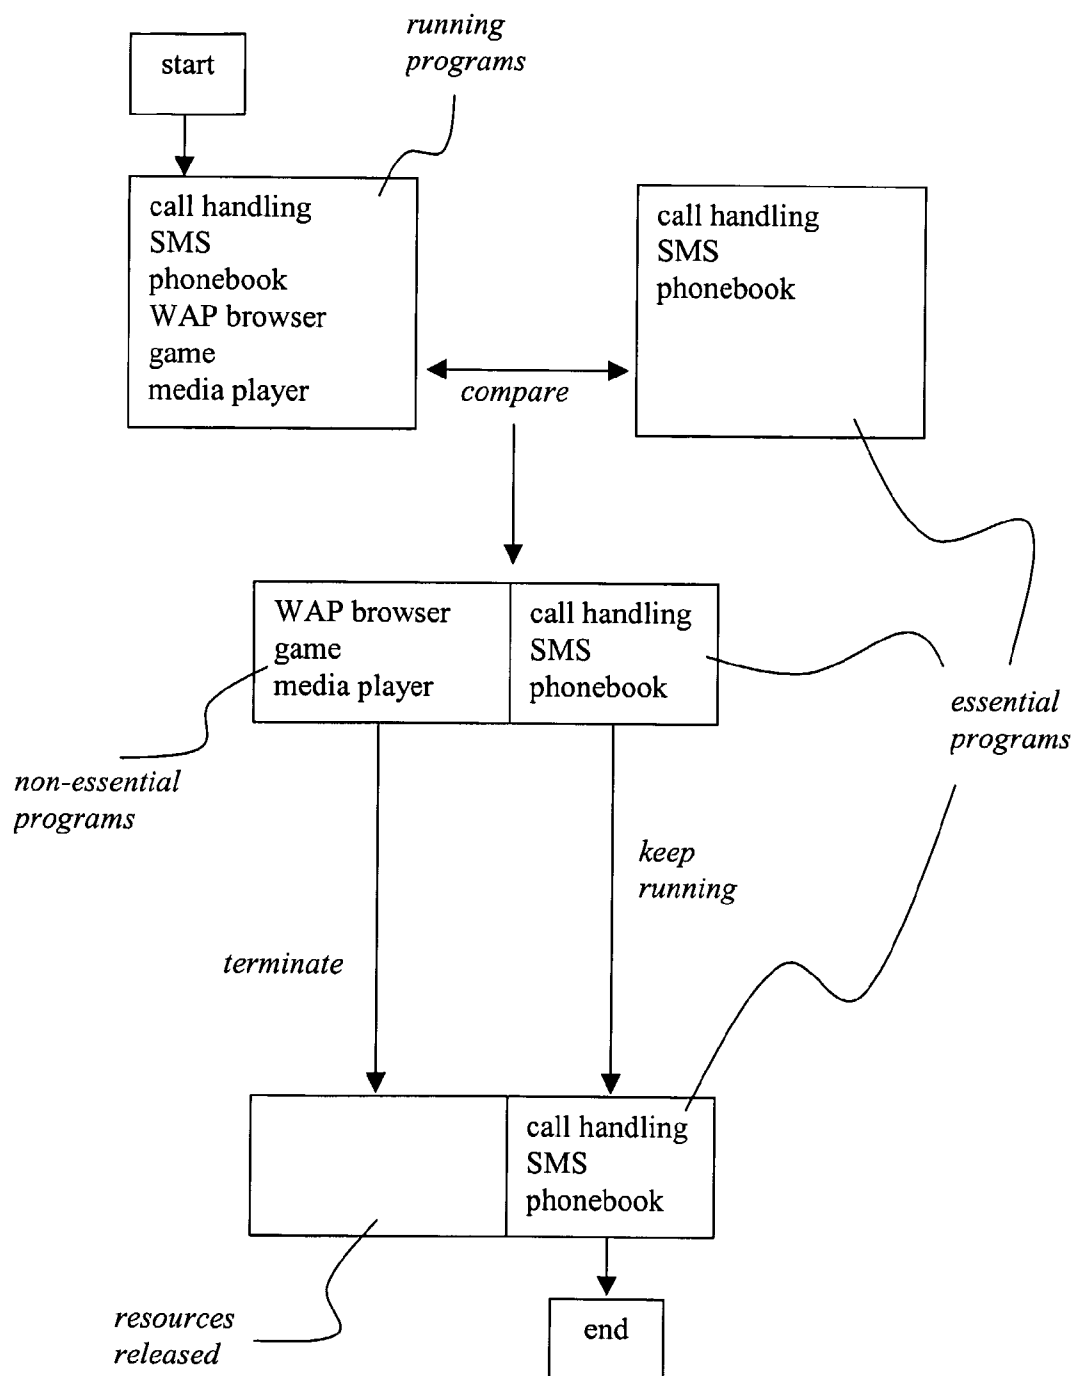 running
programs
start
call handling
SMS
phonebook
WAP browser
game
media player
call handling
SMS
phonebook
compare
WAP browser
game
media player
call handling
SMS
phonebook
essential
programs
non-essential
programs
keep
running
terminate
call handling
SMS
phonebook
resources
released
end